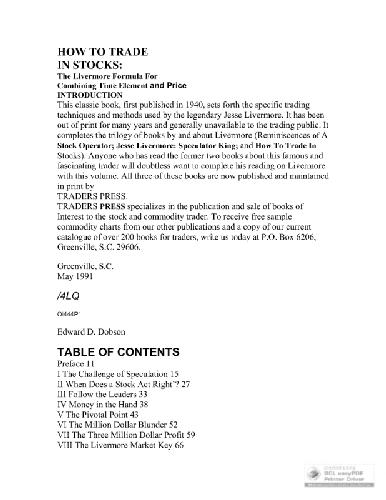 HOW TO TRADE
IN STOCKS:
The Livermore Formula For
Combining Time Element and Price
INTRODUCTION
This classic book, first published in 1940, sets forth the specific trading
techniques and methods used by the legendary Jesse Livermore. It has been
out of print for many years and generally unavailable to the trading public. It
completes the trilogy of books by and about Livermore (Reminiscences of A
Stock Operator; Jesse Livermore: Speculator King; and How To Trade In
Stocks). Anyone who has read the former two books about this famous and
fascinating trader will doubtless went to complete his reading on Livermore
with this volume. All three of these books are now published and maintained
in print by
TRADERS PRESS.
TRADERS PRESS specializes in the publication and sale of books of
Interest to the stock and commodity trader. To receive free sample
commodity charts from our other publications and a copy of our current
catalogue of over 200 books for traders, write us today at P.O. Box 6206,
Greenville, S.C. 29606.
Greenville, S.C.
May 1991
/4LQ
Edward D. Dobson
TABLE OF CONTENTS
Preface 11
I The Challenge of Speculation 15
II When Does a Stock Act Right"? 27
III Follow the Leaders 33
IV Money in the Hand 38
V The Pivotal Point 43
VI The Million Dollar Blunder 52
VII The Three Million Dollar Profit 59
VIII The Livermore Market Key 66
BCL easyPDF
Printer Driver